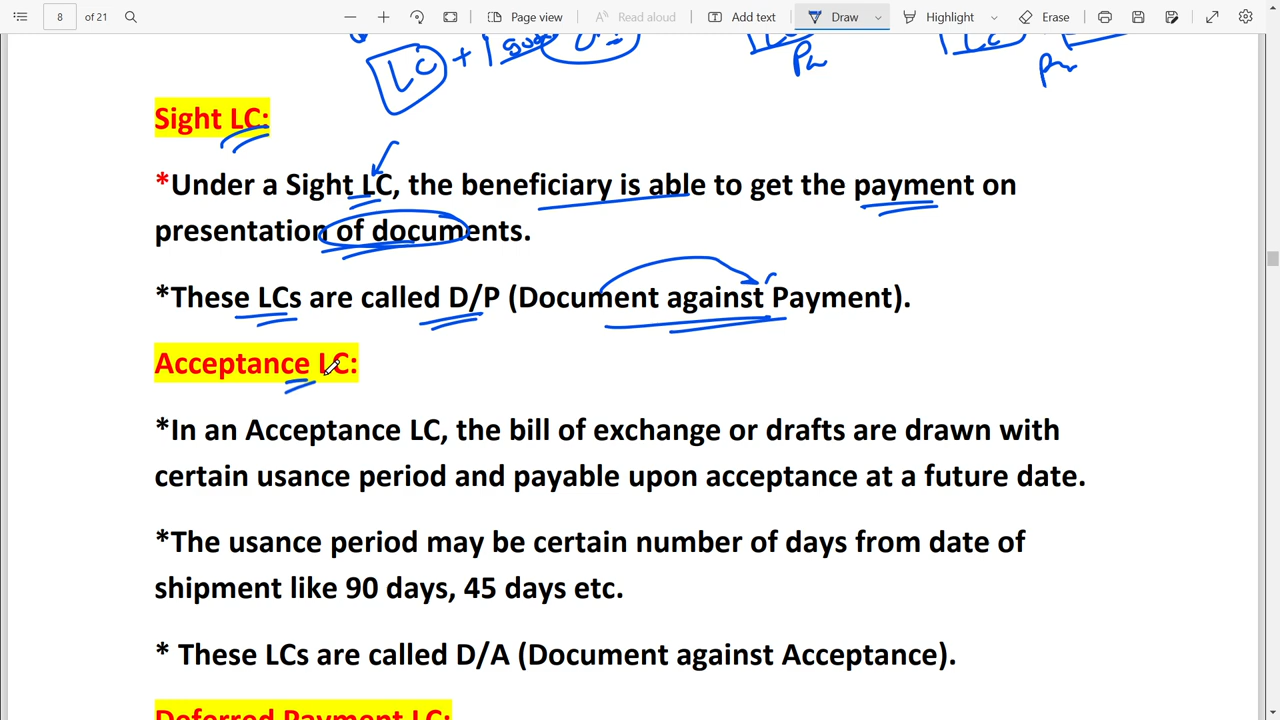 8 of 21 Page view Read aloud Add text Draw Highlight Erase
LC +
Sight LC:
*Under a Sight LC, the beneficiary is able to get the payment on
presentation of documents.
*These LCs are called D/P (Document against Payment).
Acceptance LC:
*In an Acceptance LC, the bill of exchange or drafts are drawn with
certain usance period and payable upon acceptance at a future date.
*The usance period may be certain number of days from date of
shipment like 90 days, 45 days etc.
* These LCs are called D/A (Document against Acceptance).
Deferred Payment LC: